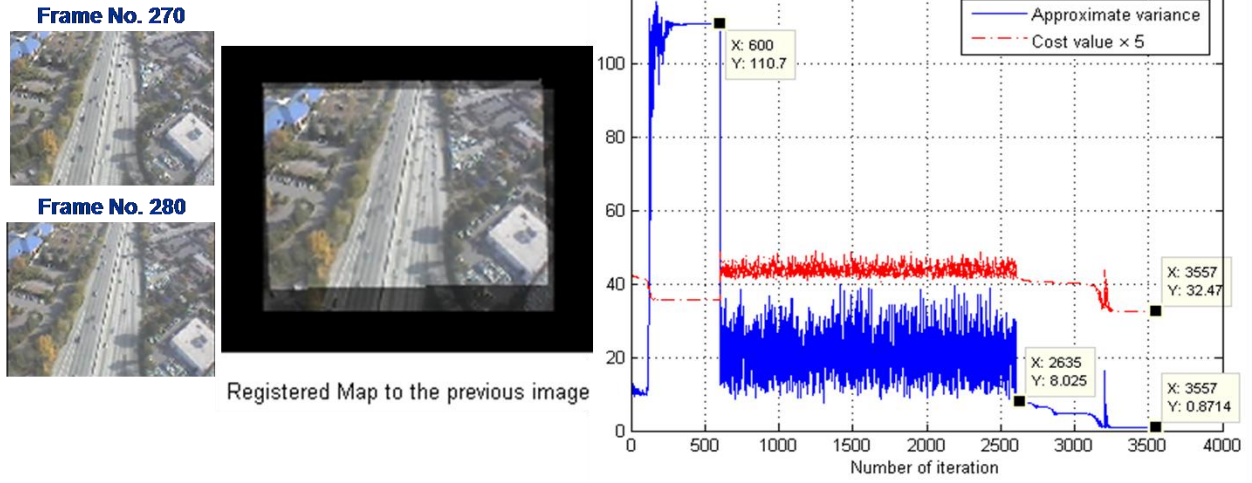 Frame No. 270
Frame No. 280
Registered Map to the previous image
Approximate variance
Cost value × 5
X: 600
Y: 110.7
X: 3557
Y: 32.47
X: 2635
Y: 8.025
X: 3557
Y: 0.8714
100
80
60
40
20
0
0 500 1000 1500 2000 2500 3000 3500 4000
Number of iteration